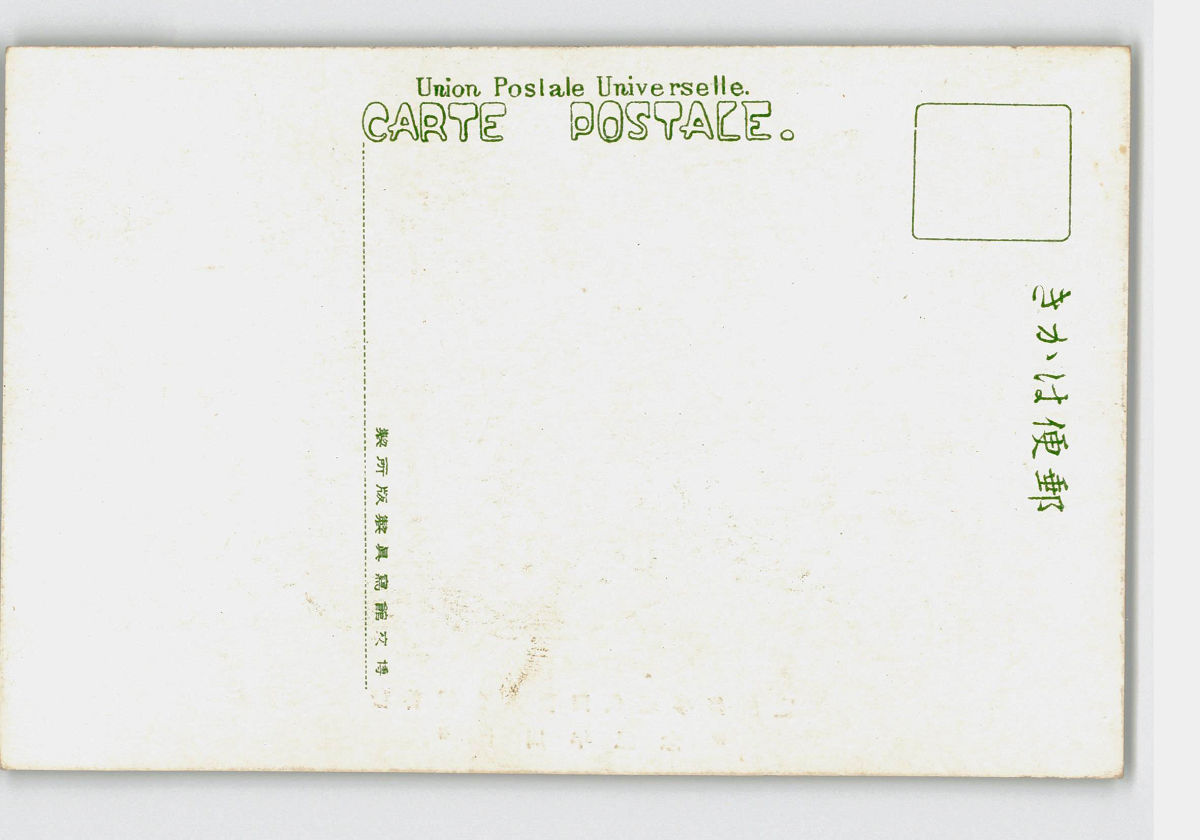 Union Postale Universelle.
CARTE POSTALE.
郵便はかき
博文館寫眞製版所製